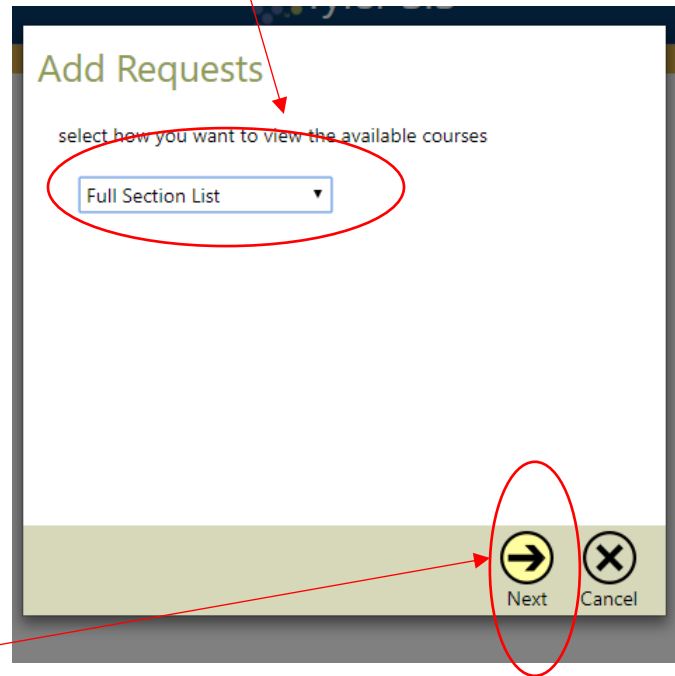 Add Requests
select how you want to view the available courses
Full Section List
Next Cancel